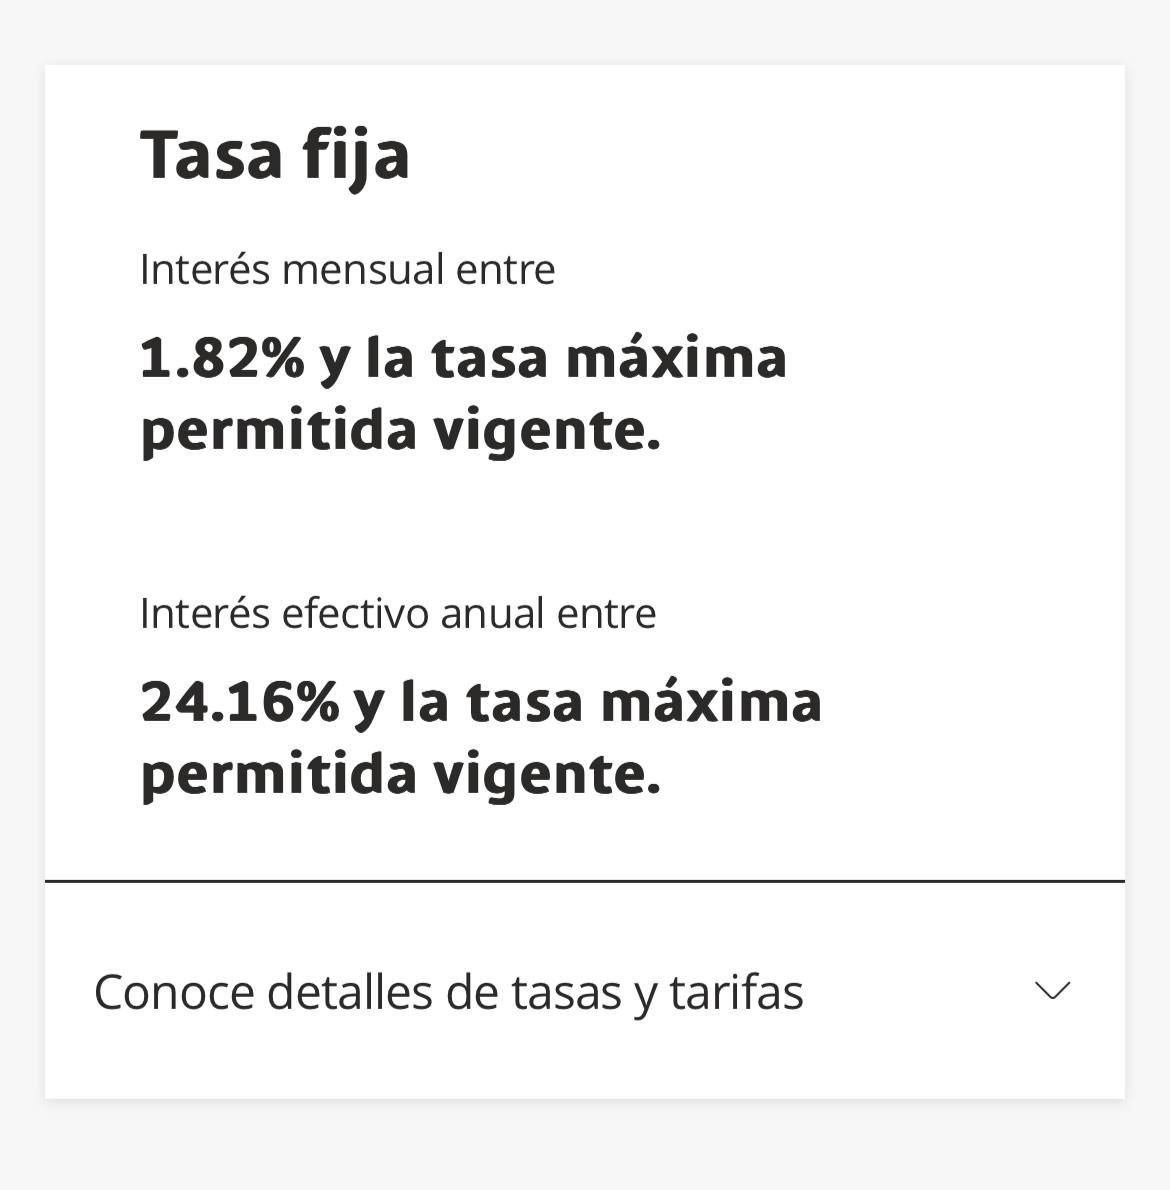 Tasa fija
Interés mensual entre
1.82% y la tasa máxima
permitida vigente.
Interés efectivo anual entre
24.16% y la tasa máxima
permitida vigente.
Conoce detalles de tasas y tarifas